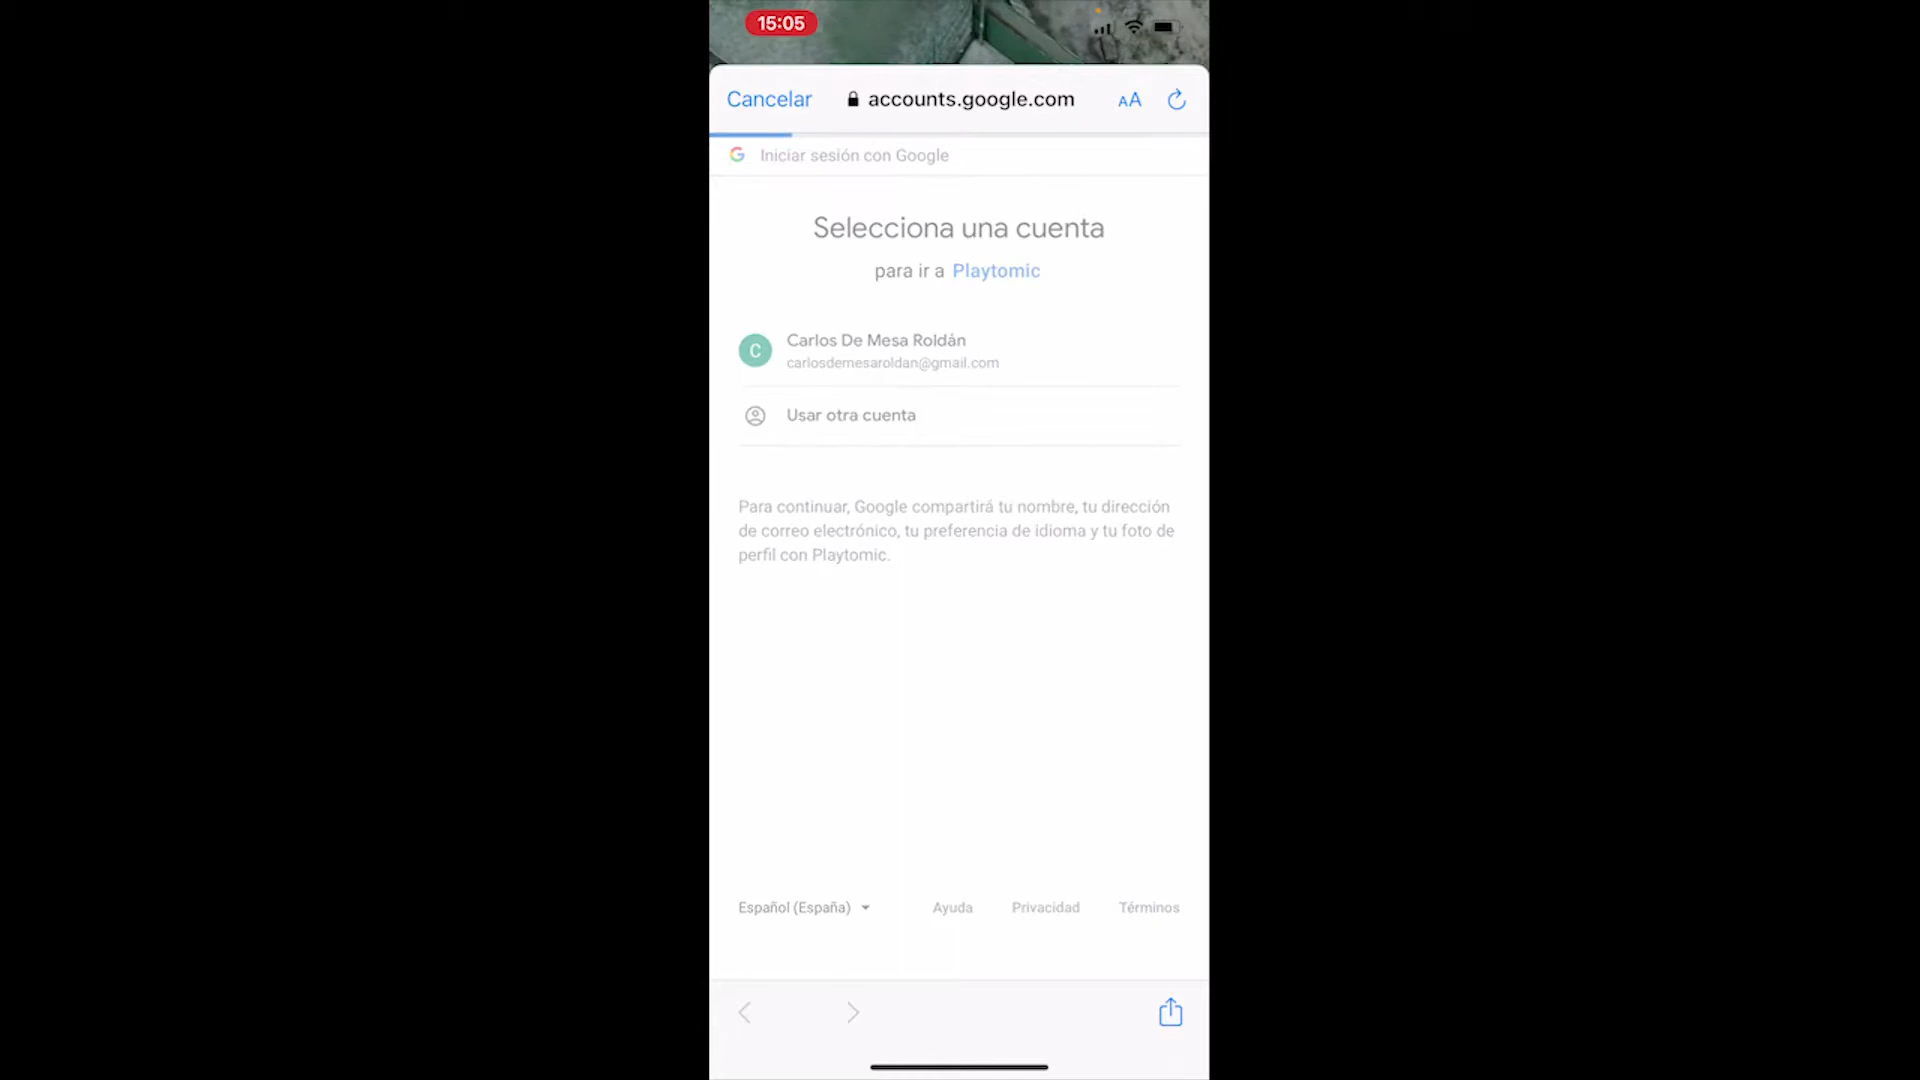 15:05
Cancelar
accounts.google.com
AA
Iniciar sesión con Google
Selecciona una cuenta
para ir a Playtomic
C
Carlos De Mesa Roldán
carlosdemesaroldan@gmail.com
Usar otra cuenta
Para continuar, Google compartirá tu nombre, tu dirección
de correo electrónico, tu preferencia de idioma y tu foto de
perfil con Playtomic.
Español (España)
Ayuda
Privacidad
Términos